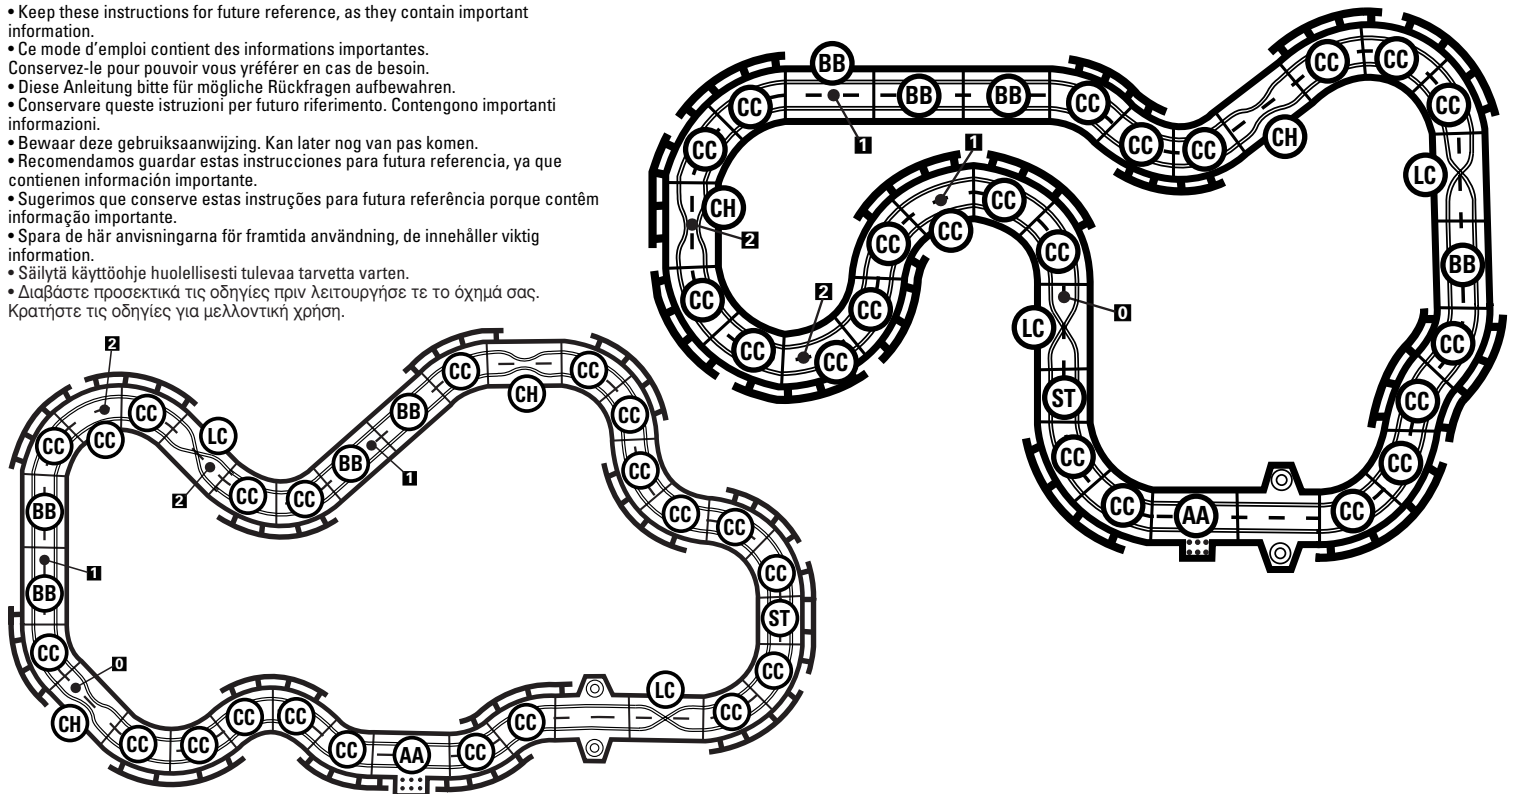 • Keep these instructions for future reference, as they contain important
information.
• Ce mode d'emploi contient des informations importantes.
Conservez-le pour pouvoir vous yréférer en cas de besoin.
• Diese Anleitung bitte für mögliche Rückfragen aufbewahren.
• Conservare queste istruzioni per futuro riferimento. Contengono importanti
informazioni.
• Bewaar deze gebruiksaanwijzing. Kan later nog van pas komen.
• Recomendamos guardar estas instrucciones para futura referencia, ya que
contienen información importante.
• Sugerimos que conserve estas instruções para futura referência porque contêm
informação importante.
• Spara de här anvisningarna för framtida användning, de innehåller viktig
information.
• Säilytä käyttöohje huolellisesti tulevaa tarvetta varten.
• Διαβάστε προσεκτικά τις οδηγίες πριν λειτουργήσε τε το όχημά σας.
Κρατήστε τις οδηγίες για μελλοντική χρήση.
2
CC
CC
CC
LC
2
CC
CC
BB
1
BB
CC
CH
CC
CC
CC
CC
CC
CC
ST
CC
CC
LC
CC
CC
AA
CC
CC
CC
CC
CC
CH
0
CC
BB
1
BB
BB
1
BB
BB
CC
CC
CC
CH
CC
CC
CC
LC
BB
CC
CC
CC
CC
AA
CC
CC
ST
LC
0
CC
CC
1
CC
CC
CC
2
CC
CC
CC
2
CH
CC
CC